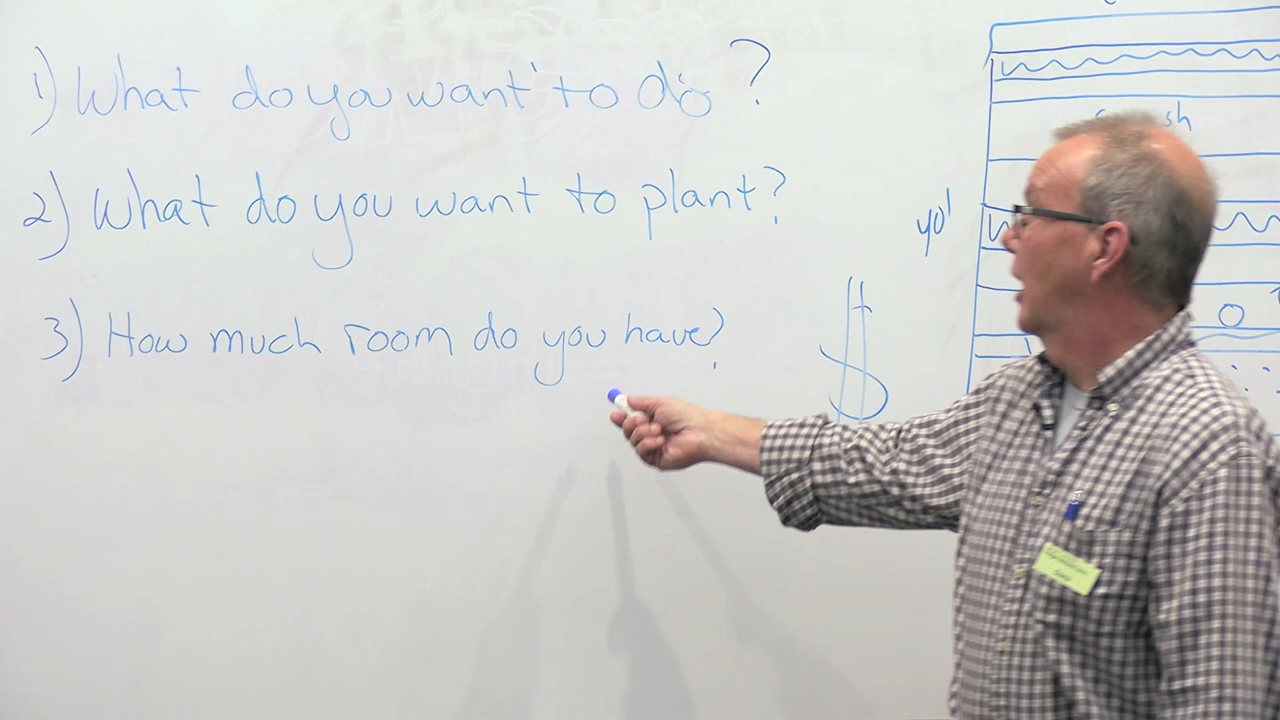 1) What do you want to do?
2) What do you want to plant?
3) How much room do you have?
$
40'